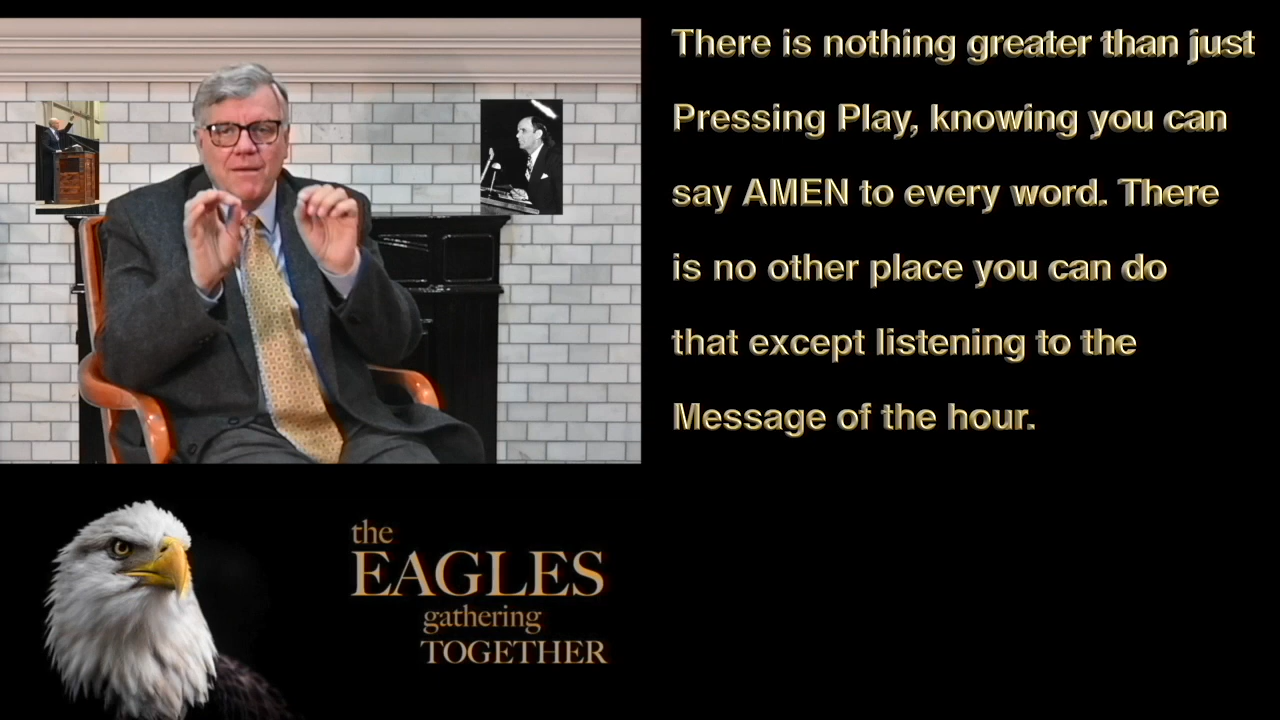 There is nothing greater than just
Pressing Play, knowing you can
say AMEN to every word. There
is no other place you can do
that except listening to the
Message of the hour.
the
EAGLES
gathering
TOGETHER